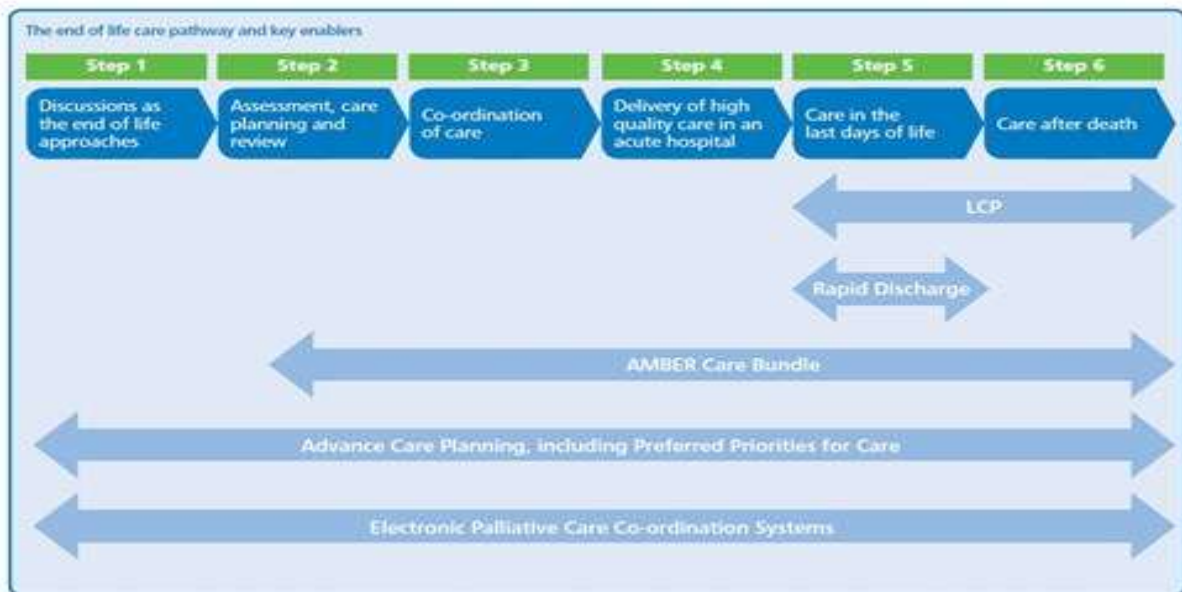 The end of life care pathway and key enablers
Step 1
Step 2
Step 3
Step 4
Step 5
Step 6
Discussions as
the end of life
approaches
Assessment, care
planning and
review
Co-ordination
of care
Delivery of high
quality care in an
acute hospital
Care in the
last days of life
Care after death
LCP
Rapid Discharge
AMBER Care Bundle
Advance Care Planning, including Preferred Priorities for Care
Electronic Palliative Care Co-ordination Systems